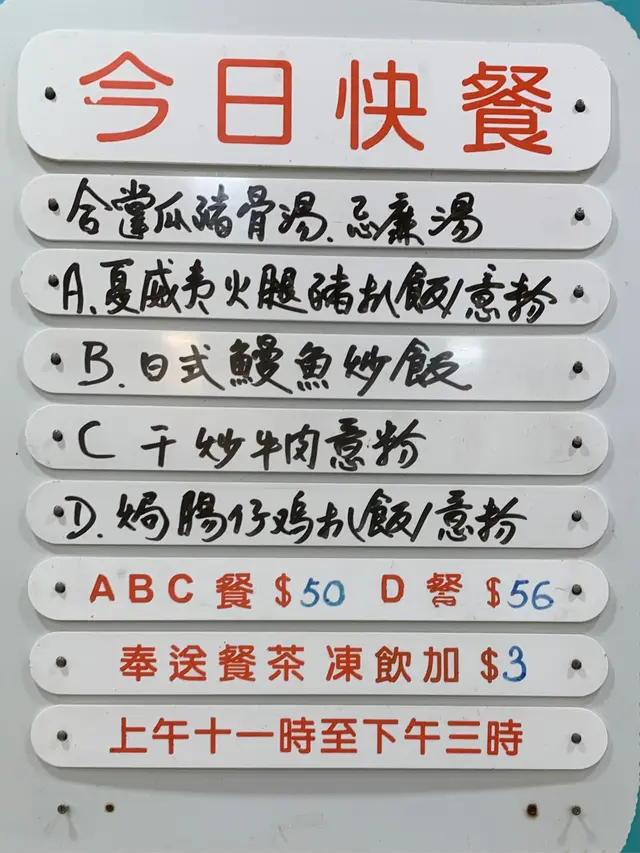 今日快餐
合掌瓜豬骨湯、忌廉湯
A.夏威夷火腿豬扒飯/意粉
B.日式鰻魚炒飯
C 干炒牛肉意粉
D.焗腸仔鸡扒飯/意粉
ABC餐 $50 D餐 $56
奉送餐茶 凍飲加 $3
上午十一時至下午三時